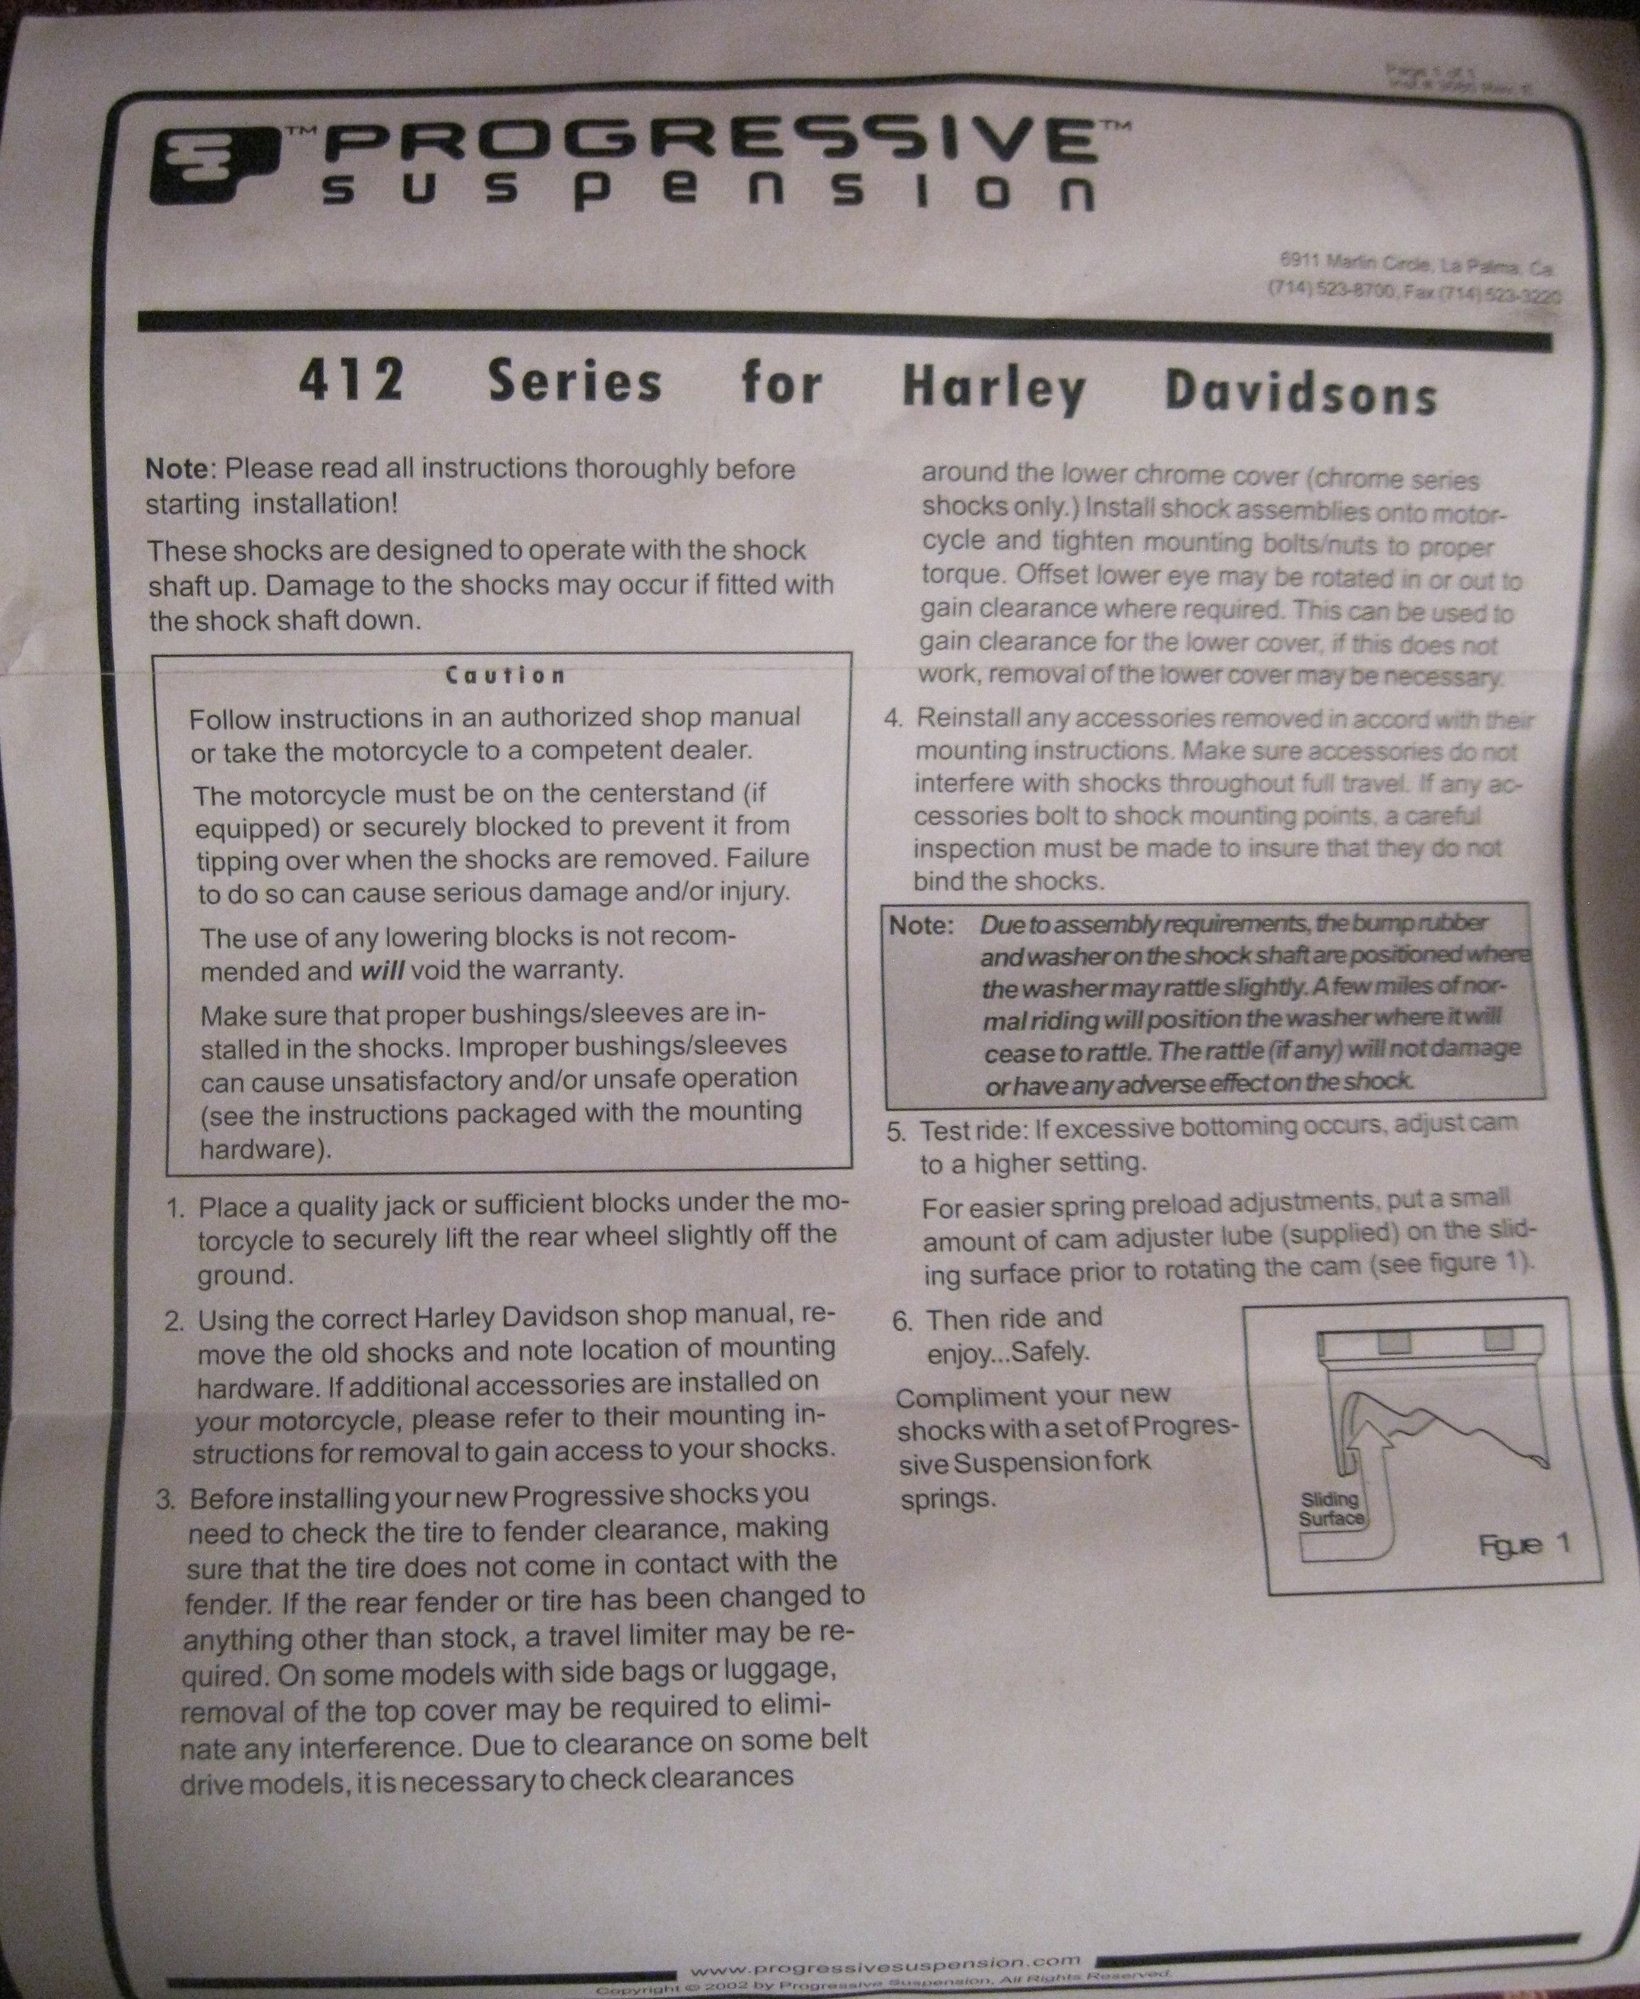 Page 1 of 1
™PROGRESSIVE™
suspension
6911 Marlin Circle, La Palma, Ca.
(714) 523-8700, Fax (714) 523-3220
412 Series for Harley Davidsons
Note: Please read all instructions thoroughly before
starting installation!
These shocks are designed to operate with the shock
shaft up. Damage to the shocks may occur if fitted with
the shock shaft down.
Caution
Follow instructions in an authorized shop manual
or take the motorcycle to a competent dealer.
The motorcycle must be on the centerstand (if
equipped) or securely blocked to prevent it from
tipping over when the shocks are removed. Failure
to do so can cause serious damage and/or injury.
The use of any lowering blocks is not recom-
mended and will void the warranty.
Make sure that proper bushings/sleeves are in-
stalled in the shocks. Improper bushings/sleeves
can cause unsatisfactory and/or unsafe operation
(see the instructions packaged with the mounting
hardware).
1. Place a quality jack or sufficient blocks under the mo-
torcycle to securely lift the rear wheel slightly off the
ground.
2. Using the correct Harley Davidson shop manual, re-
move the old shocks and note location of mounting
hardware. If additional accessories are installed on
your motorcycle, please refer to their mounting in-
structions for removal to gain access to your shocks.
3. Before installing your new Progressive shocks you
need to check the tire to fender clearance, making
sure that the tire does not come in contact with the
fender. If the rear fender or tire has been changed to
anything other than stock, a travel limiter may be re-
quired. On some models with side bags or luggage,
removal of the top cover may be required to elimi-
nate any interference. Due to clearance on some belt
drive models, it is necessary to check clearances
around the lower chrome cover (chrome series
shocks only.) Install shock assemblies onto motor-
cycle and tighten mounting bolts/nuts to proper
torque. Offset lower eye may be rotated in or out to
gain clearance where required. This can be used to
gain clearance for the lower cover, if this does not
work, removal of the lower cover may be necessary.
4. Reinstall any accessories removed in accord with their
mounting instructions. Make sure accessories do not
interfere with shocks throughout full travel. If any ac-
cessories bolt to shock mounting points, a careful
inspection must be made to insure that they do not
bind the shocks.
Note: Due to assembly requirements, the bump rubber
and washer on the shock shaft are positioned where
the washer may rattle slightly. A few miles of nor-
mal riding will position the washer where it will
cease to rattle. The rattle (if any) will not damage
or have any adverse effect on the shock.
5. Test ride: If excessive bottoming occurs, adjust cam
to a higher setting.
For easier spring preload adjustments, put a small
amount of cam adjuster lube (supplied) on the slid-
ing surface prior to rotating the cam (see figure 1).
6. Then ride and
enjoy...Safely.
Compliment your new
shocks with a set of Progres-
sive Suspension fork
springs.
Sliding
Surface
Figure 1
www.progressivesuspension.com
Copyright © 2002 by Progressive Suspension, All Rights Reserved.